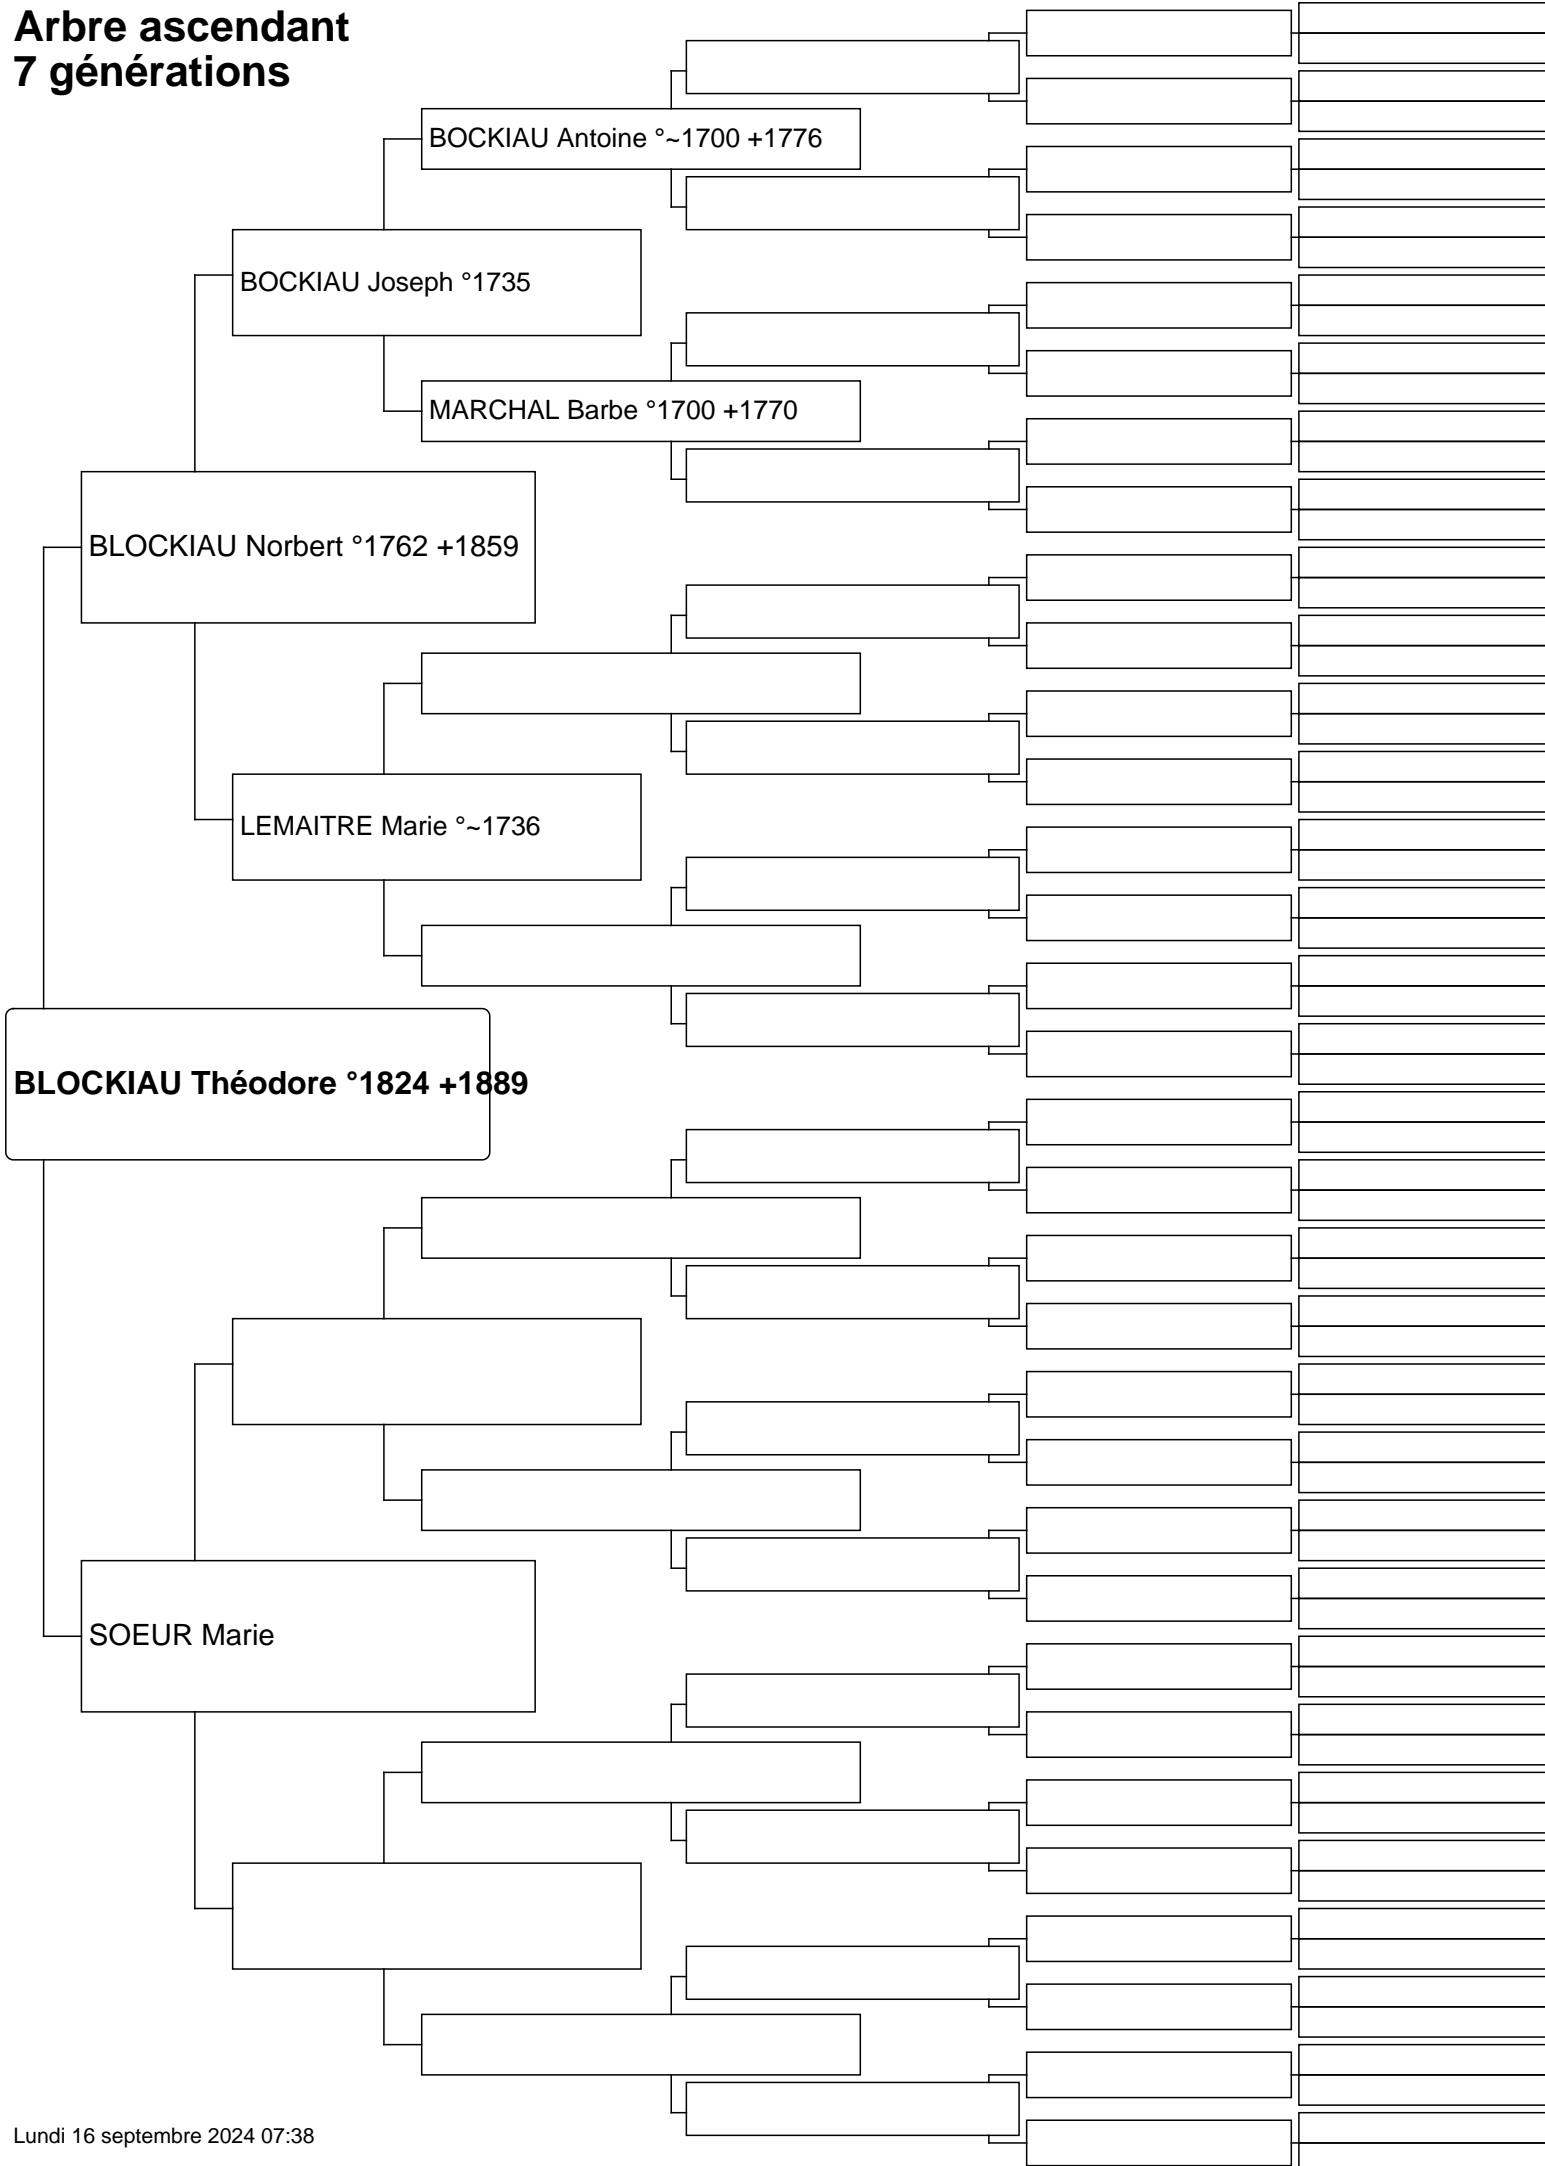 Arbre ascendant
7 générations
BOCKIAU Antoine °~1700 +1776
BOCKIAU Joseph °1735
MARCHAL Barbe °1700 +1770
BLOCKIAU Norbert °1762 +1859
LEMAITRE Marie °~1736
BLOCKIAU Théodore °1824 +1889
SOEUR Marie
Lundi 16 septembre 2024 07:38